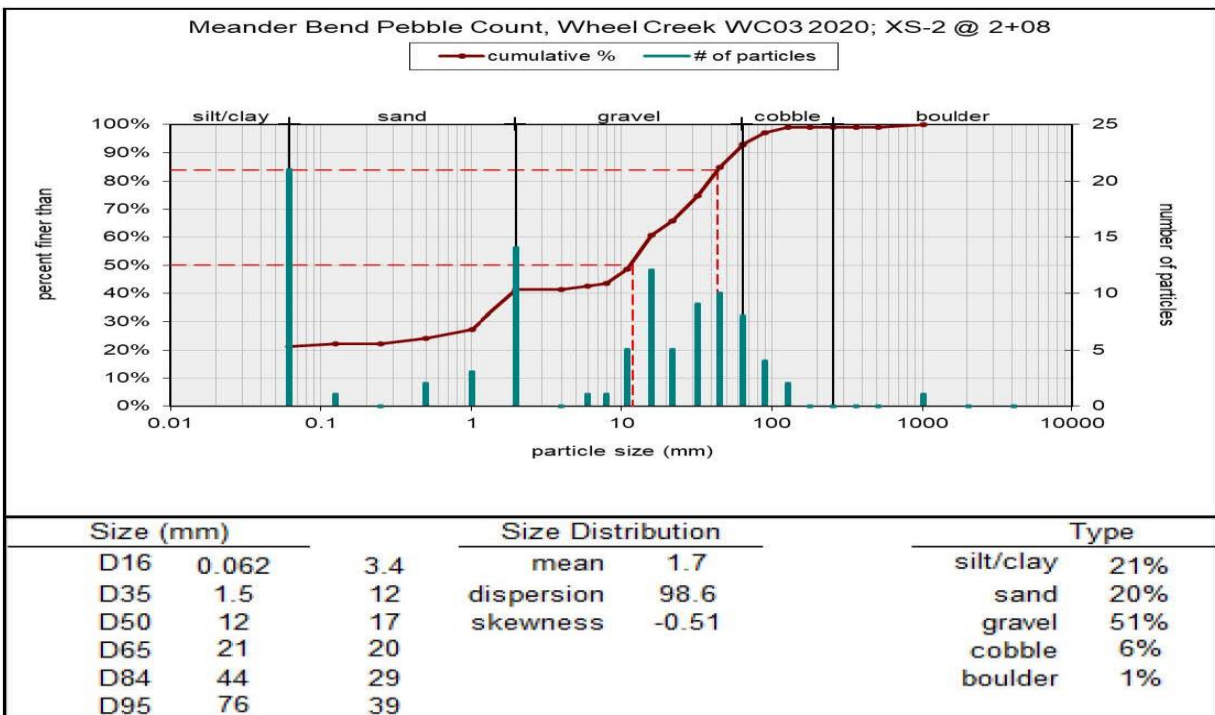 Meander Bend Pebble Count, Wheel Creek WC03 2020; XS-2 @ 2+08
cumulative % # of particles
silt/clay sand gravel cobble boulder
100% 25
90%
80% 20
70%
60% 15
50%
40% 10
30%
20% 5
10%
0% 0
percent finer than
number of particles
0.01 0.1 1 10 100 1000 10000
particle size (mm)
Size (mm) Size Distribution Type
D16 0.062 3.4 mean 1.7 silt/clay 21%
D35 1.5 12 dispersion 98.6 sand 20%
D50 12 17 skewness -0.51 gravel 51%
D65 21 20 cobble 6%
D84 44 29 boulder 1%
D95 76 39